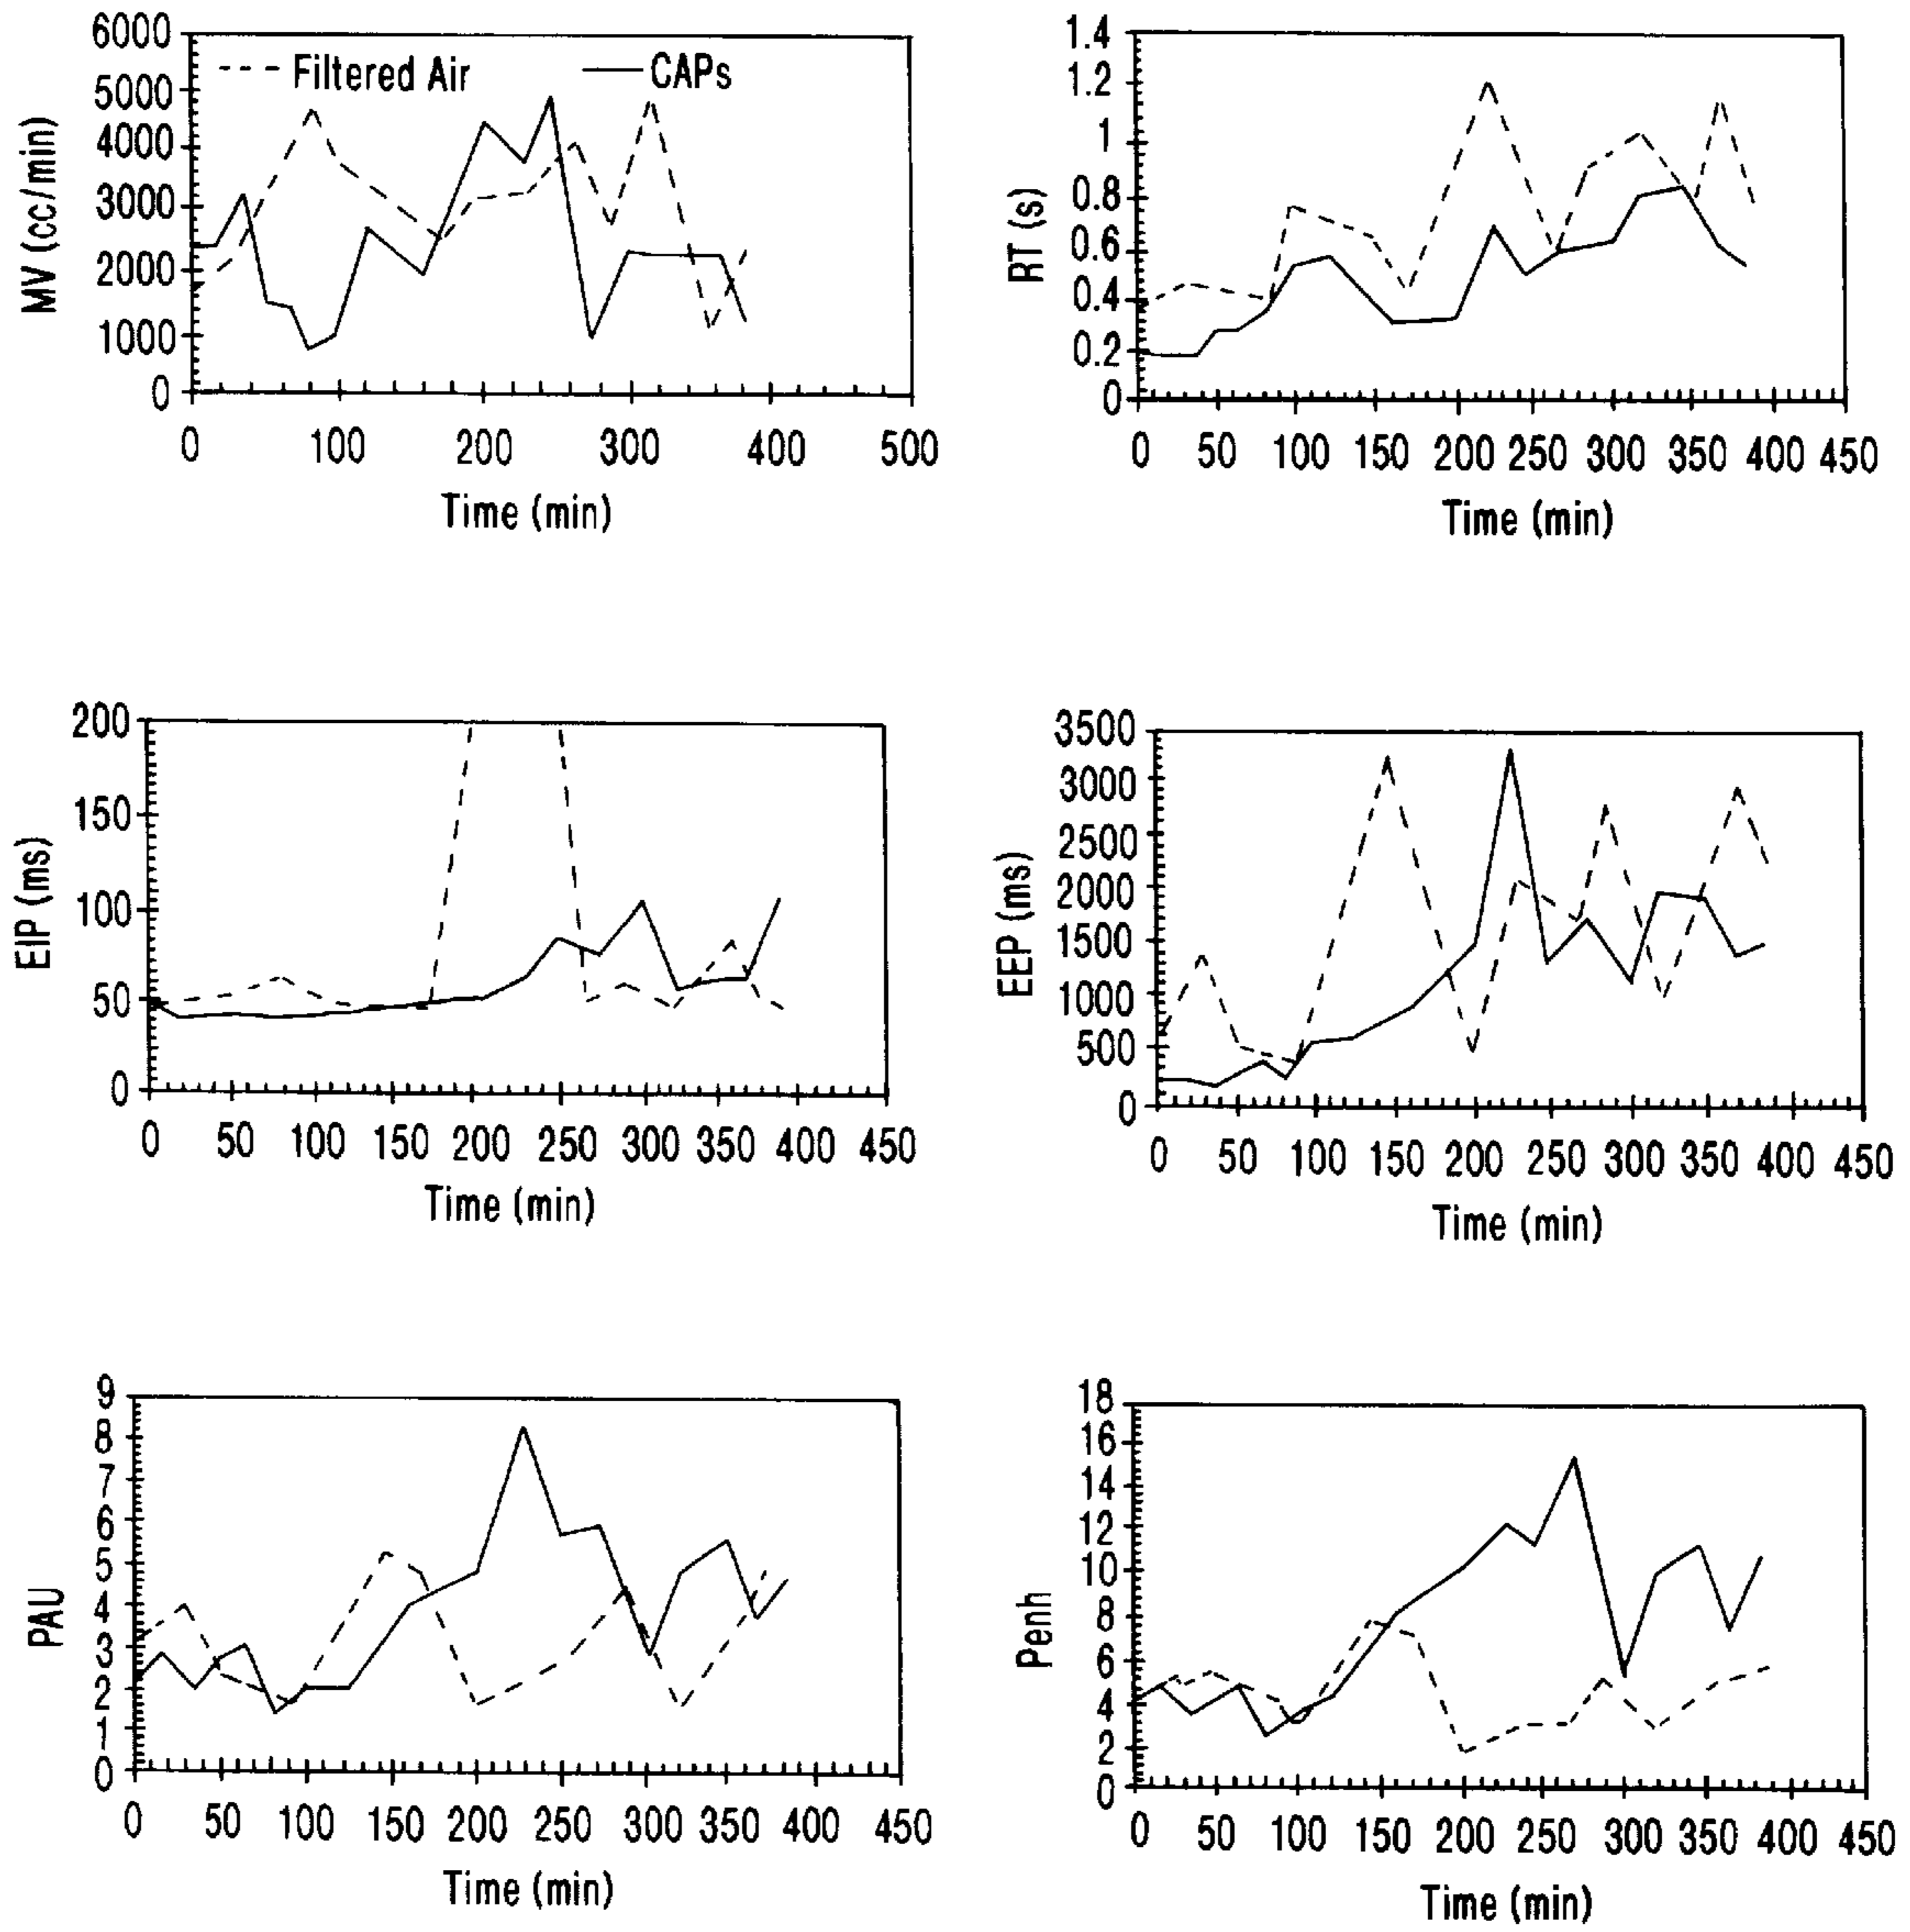 6000
5000
4000
3000
2000
1000
0
MV (cc/min)
Filtered Air CAPs
0 100 200 300 400 500
Time (min)
1.4
1.2
1
0.8
0.6
0.4
0.2
0
RT (s)
0 50 100 150 200 250 300 350 400 450
Time (min)
200
150
100
50
0
EIP (ms)
0 50 100 150 200 250 300 350 400 450
Time (min)
3500
3000
2500
2000
1500
1000
500
0
EEP (ms)
0 50 100 150 200 250 300 350 400 450
Time (min)
9
8
7
6
5
4
3
2
1
0
PAU
0 50 100 150 200 250 300 350 400 450
Time (min)
18
16
14
12
10
8
6
4
2
0
Penh
0 50 100 150 200 250 300 350 400 450
Time (min)